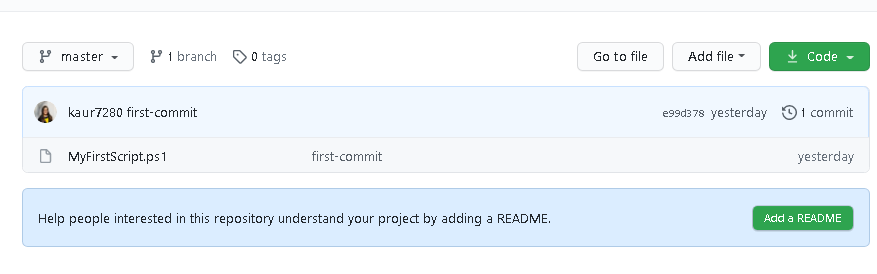 master 1 branch 0 tags Go to file Add file Code
kaur7280 first-commit e99d378 yesterday 1 commit
MyFirstScript.ps1 first-commit yesterday
Help people interested in this repository understand your project by adding a README. Add a README